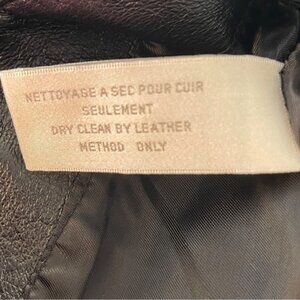 NETTOYAGE A SEC POUR CUIR
SEULEMENT
DRY CLEAN BY LEATHER
METHOD ONLY